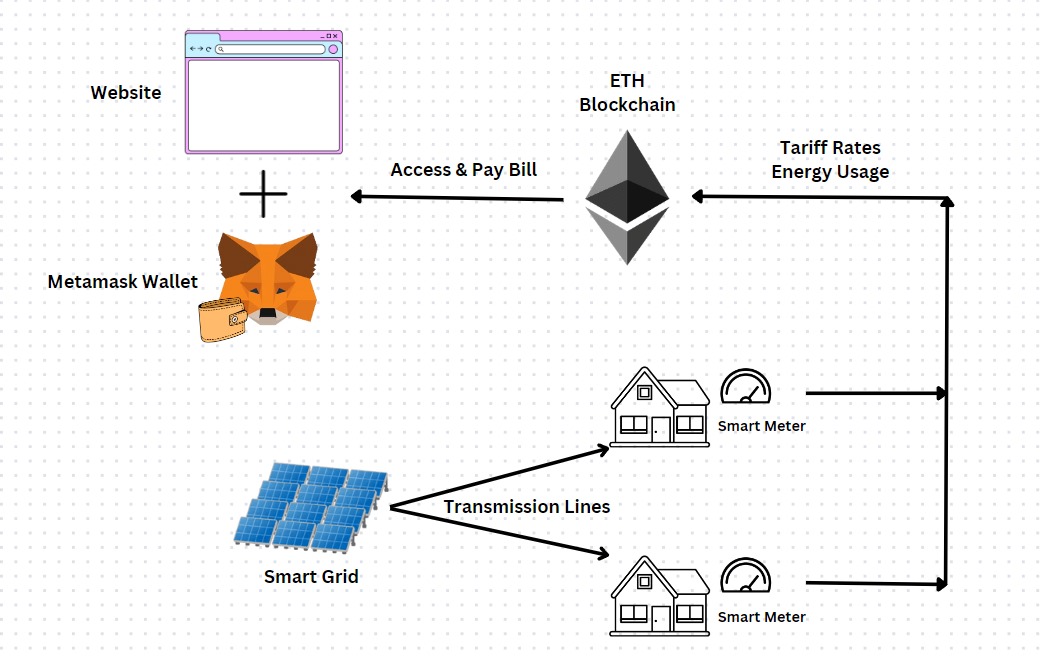 Website
ETH
Blockchain
Tariff Rates
Energy Usage
Access & Pay Bill
Metamask Wallet
Smart Meter
Transmission Lines
Smart Grid
Smart Meter